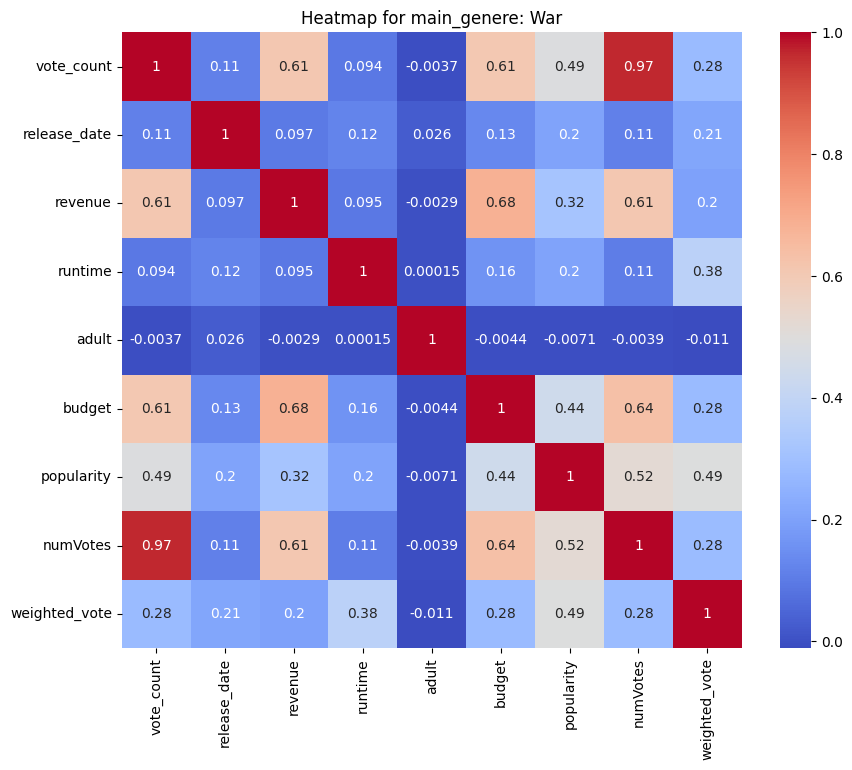 Heatmap for main_genere: War
vote_count 1 0.11 0.61 0.094 -0.0037 0.61 0.49 0.97 0.28
release_date 0.11 1 0.097 0.12 0.026 0.13 0.2 0.11 0.21
revenue 0.61 0.097 1 0.095 -0.0029 0.68 0.32 0.61 0.2
runtime 0.094 0.12 0.095 1 0.00015 0.16 0.2 0.11 0.38
adult -0.0037 0.026 -0.0029 0.00015 1 -0.0044 -0.0071 -0.0039 -0.011
budget 0.61 0.13 0.68 0.16 -0.0044 1 0.44 0.64 0.28
popularity 0.49 0.2 0.32 0.2 -0.0071 0.44 1 0.52 0.49
numVotes 0.97 0.11 0.61 0.11 -0.0039 0.64 0.52 1 0.28
weighted_vote 0.28 0.21 0.2 0.38 -0.011 0.28 0.49 0.28 1
vote_count release_date revenue runtime adult budget popularity numVotes weighted_vote
1.0
0.8
0.6
0.4
0.2
0.0